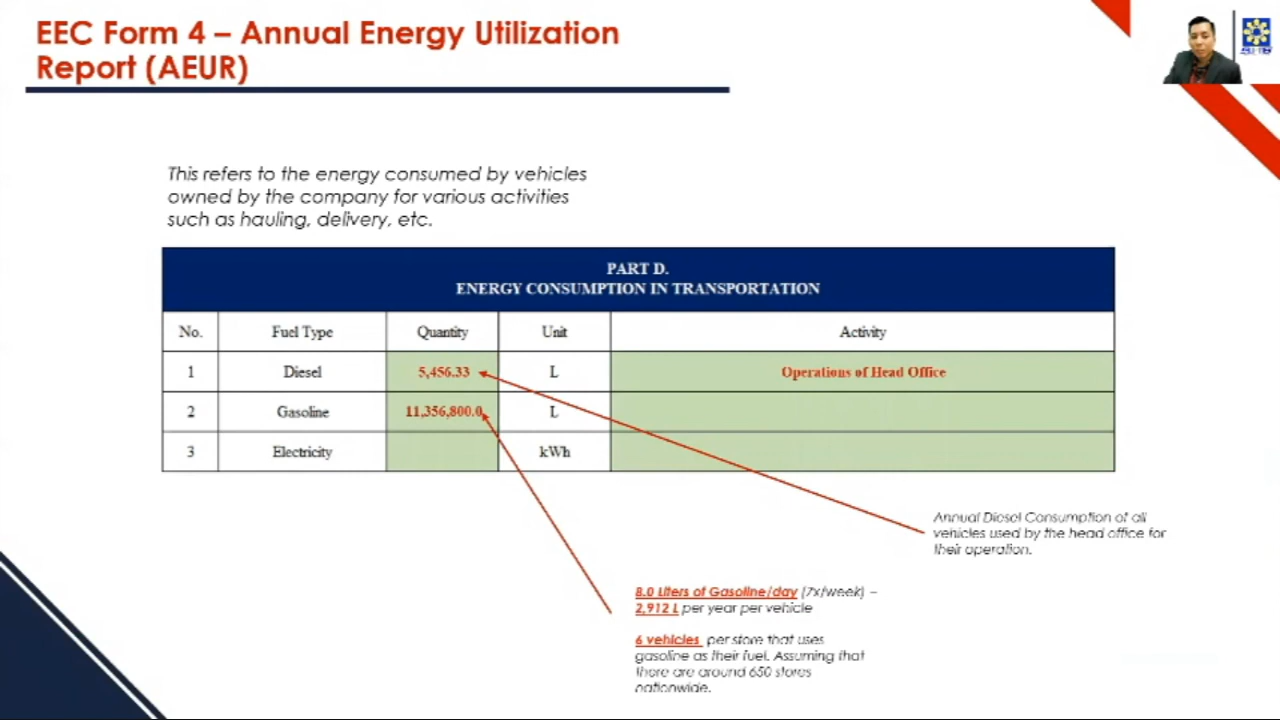 EEC Form 4 – Annual Energy Utilization
Report (AEUR)
This refers to the energy consumed by vehicles
owned by the company for various activities
such as hauling, delivery, etc.
PART D.
ENERGY CONSUMPTION IN TRANSPORTATION
No. Fuel Type Quantity Unit Activity
1 Diesel 5,456.33 L Operations of Head Office
2 Gasoline 11,356,800.0 L
3 Electricity kWh
Annual Diesel Consumption of all
vehicles used by the head office for
their operation.
8.0 Liters of Gasoline/day (7x/week) –
2,912 L per year per vehicle
6 vehicles per store that uses
gasoline as their fuel. Assuming that
there are around 650 stores
nationwide.